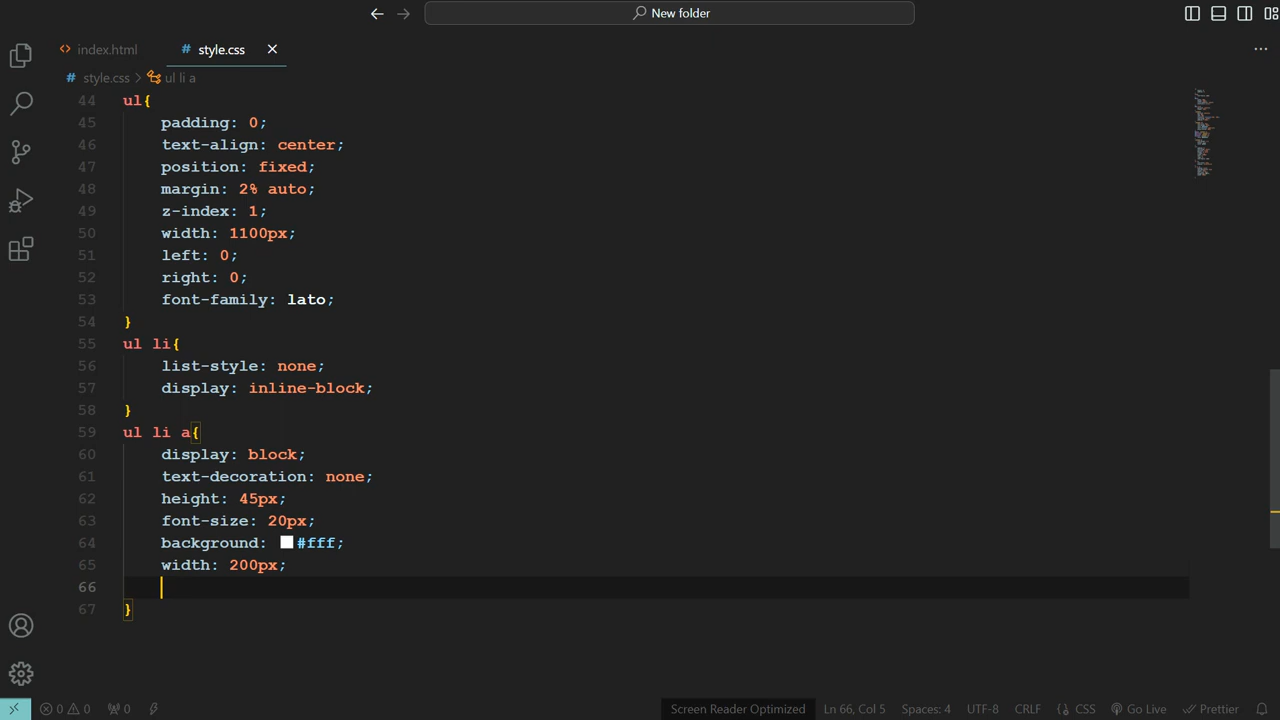 New folder
index.html
# style.css
# style.css > ul li a
44 ul{
45 padding: 0;
46 text-align: center;
47 position: fixed;
48 margin: 2% auto;
49 z-index: 1;
50 width: 1100px;
51 left: 0;
52 right: 0;
53 font-family: lato;
54 }
55 ul li{
56 list-style: none;
57 display: inline-block;
58 }
59 ul li a{
60 display: block;
61 text-decoration: none;
62 height: 45px;
63 font-size: 20px;
64 background: #fff;
65 width: 200px;
66
67 }
0 0 0 Screen Reader Optimized Ln 66, Col 5 Spaces: 4 UTF-8 CRLF {} CSS Go Live Prettier